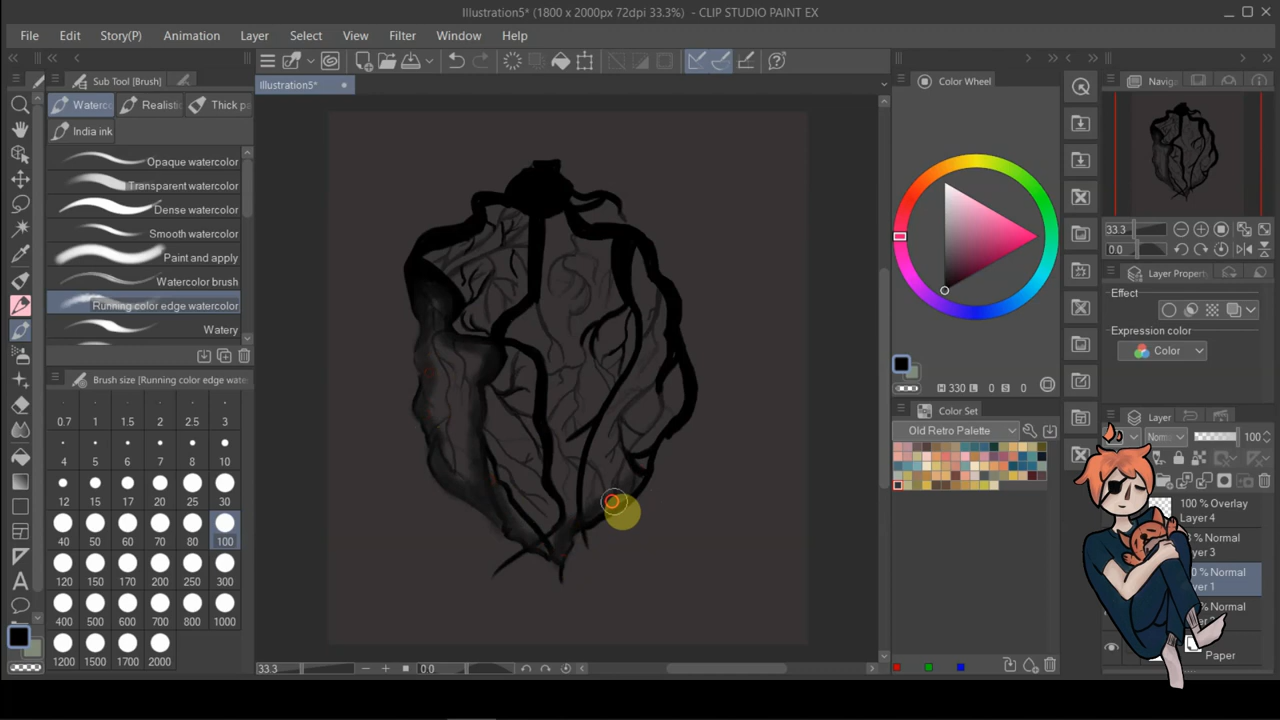 Illustration5* (1800 x 2000px 72dpi 33.3%) - CLIP STUDIO PAINT EX
File Edit Story(P) Animation Layer Select View Filter Window Help
Sub Tool [Brush]
Illustration5*
Color Wheel
Naviga
Waterco
Realistic
Thick pa
India ink
Opaque watercolor
Transparent watercolor
Dense watercolor
Smooth watercolor
Paint and apply
Watercolor brush
Running color edge watercolor
Watery
Brush size [Running color edge wate
0.7 1 1.5 2 2.5 3
4 5 6 7 8 10
12 15 17 20 25 30
40 50 60 70 80 100
120 150 170 200 250 300
400 500 600 700 800 1000
1200 1500 1700 2000
33.3
0.0
H 330 L 0 S 0
Color Set
Old Retro Palette
33.3
0.0
Layer Property
Effect
Expression color
Color
Layer
Norma
100
100 % Overlay
Layer 4
% Normal
er 3
0 % Normal
er 1
% Normal
Paper